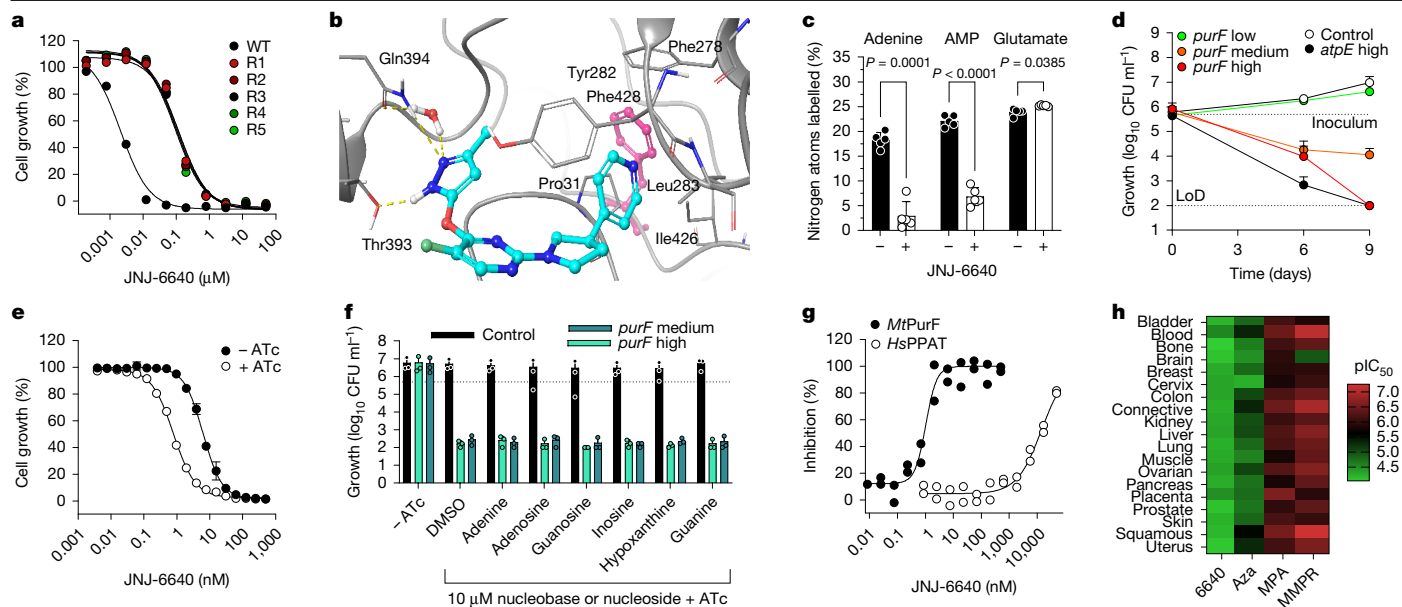 a
Cell growth (%)
120
100
80
60
40
20
0
0.001
0.01
0.1
1
10
100
JNJ-6640 (μM)
WT
R1
R2
R3
R4
R5
b
Gln394
Thr393
Phe278
Tyr282
Phe428
Pro31
Leu283
Ile426
c
Nitrogen atoms labelled (%)
35
30
25
20
15
10
5
0
Adenine AMP Glutamate
P = 0.0001 P < 0.0001 P = 0.0385
− + − + − +
JNJ-6640
d
purF low
purF medium
purF high
Control
atpE high
Growth (log10 CFU ml−1)
9
8
7
6
5
4
3
2
1
Inoculum
LoD
0 3 6 9
Time (days)
e
Cell growth (%)
120
100
80
60
40
20
0
0.001
0.01
0.1
1
10
100
1,000
JNJ-6640 (nM)
− ATc
+ ATc
f
Control
purF medium
purF high
Growth (log10 CFU ml−1)
8
7
6
5
4
3
2
1
0
− ATc
DMSO
Adenine
Adenosine
Guanosine
Inosine
Hypoxanthine
Guanine
10 μM nucleobase or nucleoside + ATc
g
MtPurF
HsPPAT
Inhibition (%)
120
100
80
60
40
20
0
0.01
0.1
1
10
100
1,000
10,000
JNJ-6640 (nM)
h
Bladder
Blood
Bone
Brain
Breast
Cervix
Colon
Connective
Kidney
Liver
Lung
Muscle
Ovarian
Pancreas
Placenta
Prostate
Skin
Squamous
Uterus
6640
Aza
MPA
MMPR
pIC50
7.0
6.5
6.0
5.5
5.0
4.5